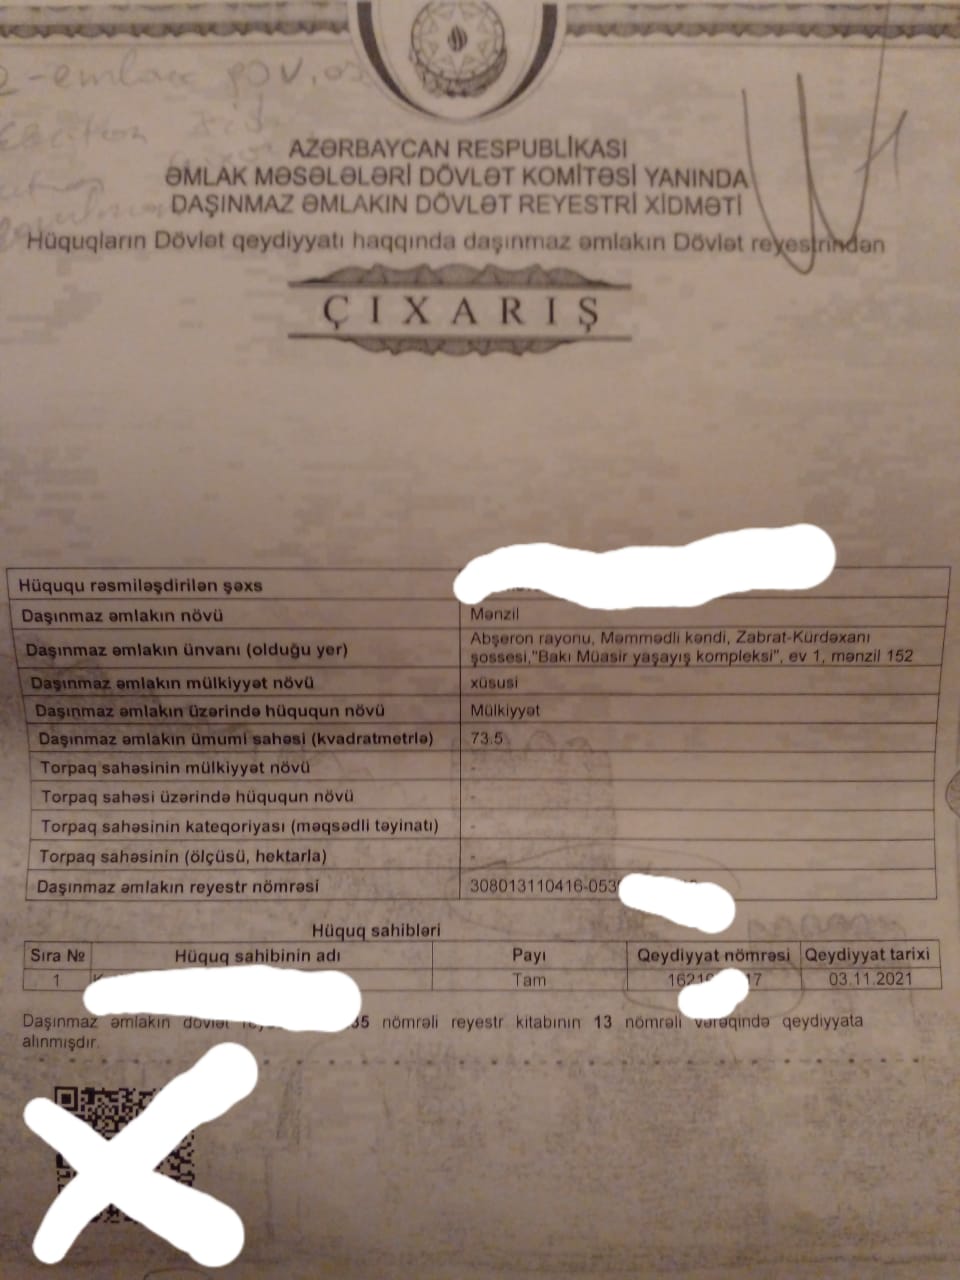 AZƏRBAYCAN RESPUBLİKASI
ƏMLAK MƏSƏLƏLƏRİ DÖVLƏT KOMİTƏSİ YANINDA
DAŞINMAZ ƏMLAKIN DÖVLƏT REYESTRİ XİDMƏTİ
Hüquqların Dövlət qeydiyyatı haqqında daşınmaz əmlakın Dövlət reyestrindən
ÇIXARIŞ
Hüququ rəsmiləşdirilən şəxs
Daşınmaz əmlakın növü Mənzil
Daşınmaz əmlakın ünvanı (olduğu yer) Abşeron rayonu, Məmmədli kəndi, Zabrat-Kürdəxanı
şossesi,"Bakı Müasir yaşayış kompleksi", ev 1, mənzil 152
Daşınmaz əmlakın mülkiyyət növü xüsusi
Daşınmaz əmlakın üzərində hüququn növü Mülkiyyət
Daşınmaz əmlakın ümumi sahəsi (kvadratmetrlə) 73.5
Torpaq sahəsinin mülkiyyət növü -
Torpaq sahəsi üzərində hüququn növü -
Torpaq sahəsinin kateqoriyası (məqsədli təyinatı) -
Torpaq sahəsinin (ölçüsü, hektarla) -
Daşınmaz əmlakın reyestr nömrəsi 308013110416-053
Hüquq sahibləri
Sıra № Hüquq sahibinin adı Payı Qeydiyyat nömrəsi Qeydiyyat tarixi
1 Tam 1621 17 03.11.2021
Daşınmaz əmlakın dövlət 35 nömrəli reyestr kitabının 13 nömrəli vərəqində qeydiyyata
alınmışdır.